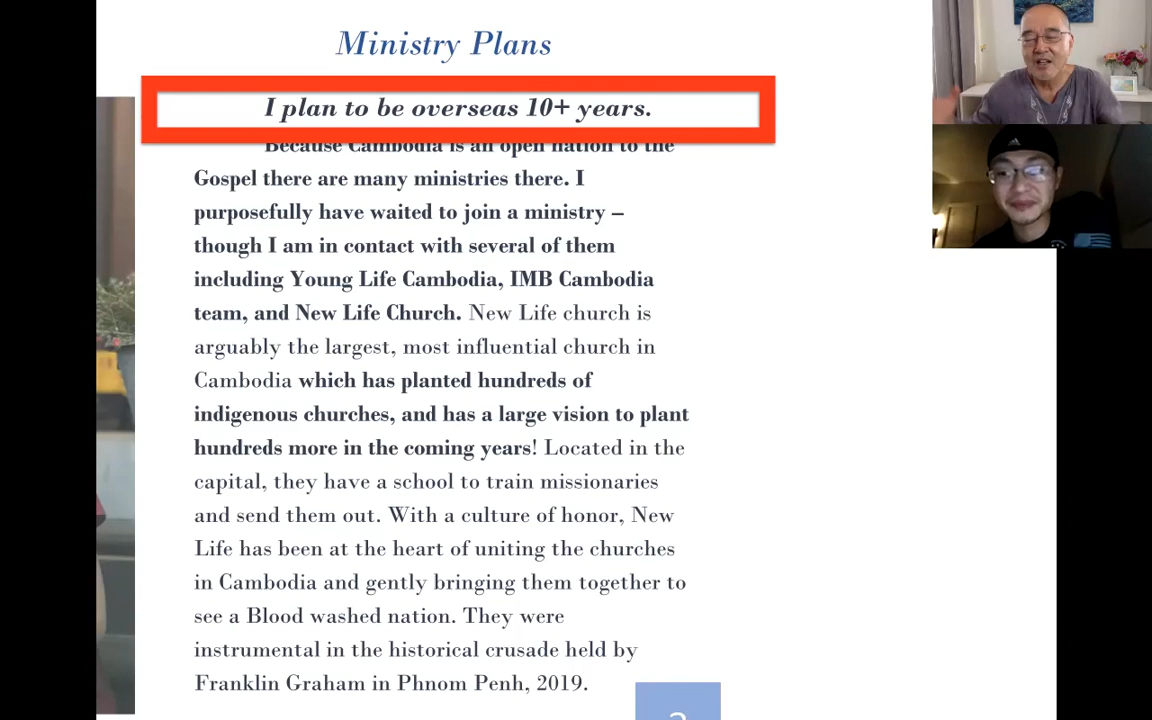 Ministry Plans
I plan to be overseas 10+ years.
Because Cambodia is an open nation to the
Gospel there are many ministries there. I
purposefully have waited to join a ministry –
though I am in contact with several of them
including Young Life Cambodia, IMB Cambodia
team, and New Life Church. New Life church is
arguably the largest, most influential church in
Cambodia which has planted hundreds of
indigenous churches, and has a large vision to plant
hundreds more in the coming years! Located in the
capital, they have a school to train missionaries
and send them out. With a culture of honor, New
Life has been at the heart of uniting the churches
in Cambodia and gently bringing them together to
see a Blood washed nation. They were
instrumental in the historical crusade held by
Franklin Graham in Phnom Penh, 2019.